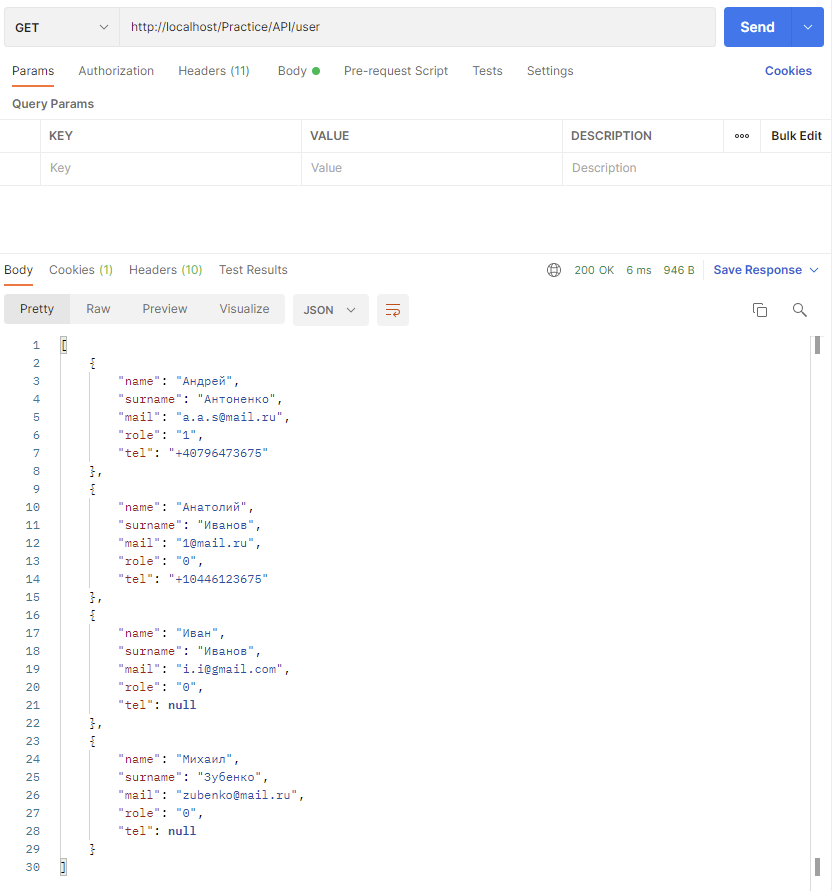 GET http://localhost/Practice/API/user Send
Params Authorization Headers (11) Body Pre-request Script Tests Settings Cookies
Query Params
KEY VALUE DESCRIPTION ooo Bulk Edit
Key Value Description
Body Cookies (1) Headers (10) Test Results 200 OK 6 ms 946 B Save Response
Pretty Raw Preview Visualize JSON
1 [
2 {
3 "name": "Андрей",
4 "surname": "Антоненко",
5 "mail": "a.a.s@mail.ru",
6 "role": "1",
7 "tel": "+40796473675"
8 },
9 {
10 "name": "Анатолий",
11 "surname": "Иванов",
12 "mail": "1@mail.ru",
13 "role": "0",
14 "tel": "+10446123675"
15 },
16 {
17 "name": "Иван",
18 "surname": "Иванов",
19 "mail": "i.i@gmail.com",
20 "role": "0",
21 "tel": null
22 },
23 {
24 "name": "Михаил",
25 "surname": "Зубенко",
26 "mail": "zubenko@mail.ru",
27 "role": "0",
28 "tel": null
29 }
30 ]